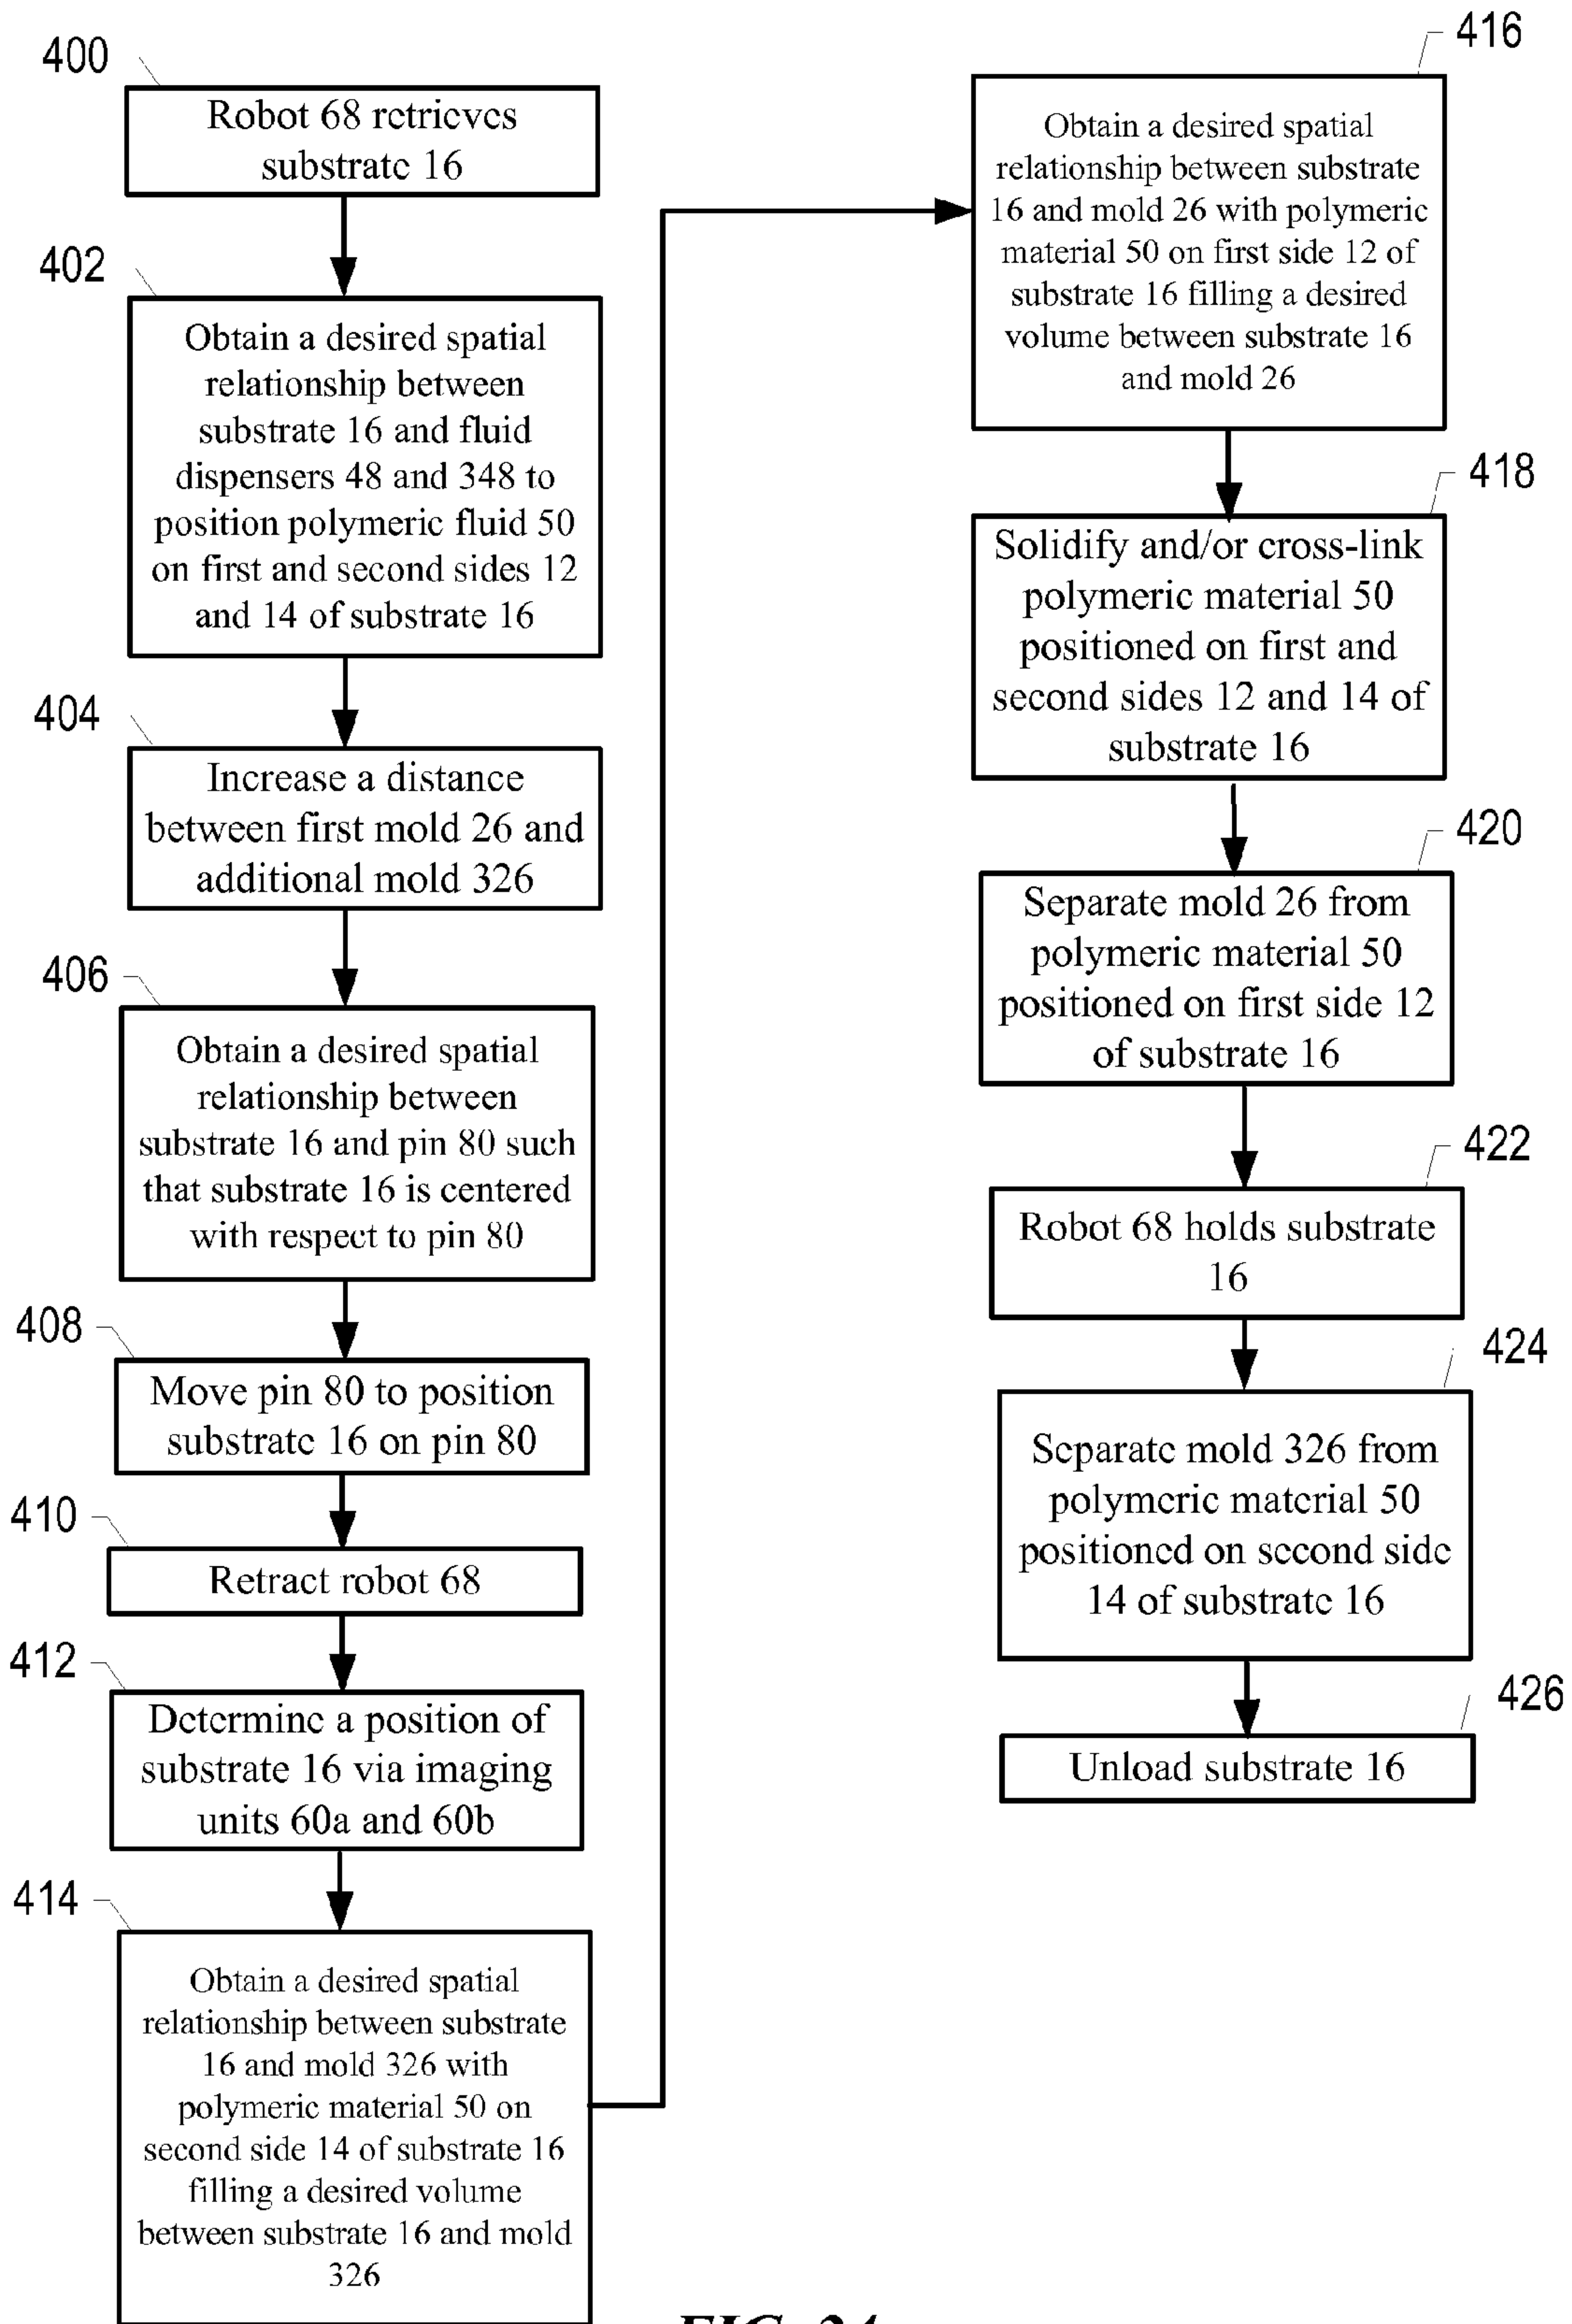 400
Robot 68 retrieves
substrate 16
402
Obtain a desired spatial
relationship between
substrate 16 and fluid
dispensers 48 and 348 to
position polymeric fluid 50
on first and second sides 12
and 14 of substrate 16
404
Increase a distance
between first mold 26 and
additional mold 326
406
Obtain a desired spatial
relationship between
substrate 16 and pin 80 such
that substrate 16 is centered
with respect to pin 80
408
Move pin 80 to position
substrate 16 on pin 80
410
Retract robot 68
412
Determine a position of
substrate 16 via imaging
units 60a and 60b
414
Obtain a desired spatial
relationship between substrate
16 and mold 326 with
polymeric material 50 on
second side 14 of substrate 16
filling a desired volume
between substrate 16 and mold
326
416
Obtain a desired spatial
relationship between substrate
16 and mold 26 with polymeric
material 50 on first side 12 of
substrate 16 filling a desired
volume between substrate 16
and mold 26
418
Solidify and/or cross-link
polymeric material 50
positioned on first and
second sides 12 and 14 of
substrate 16
420
Separate mold 26 from
polymeric material 50
positioned on first side 12
of substrate 16
422
Robot 68 holds substrate
16
424
Separate mold 326 from
polymeric material 50
positioned on second side
14 of substrate 16
426
Unload substrate 16